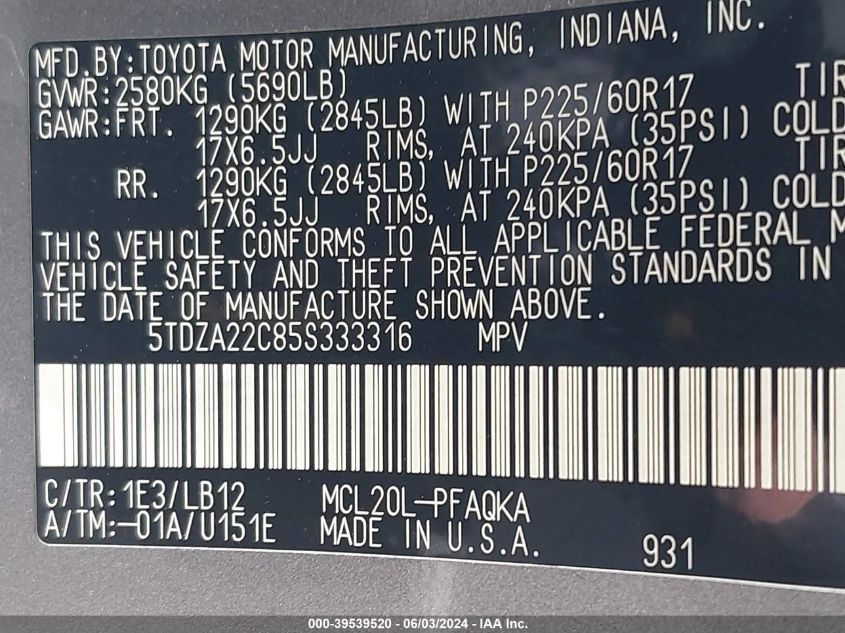 MFD.BY:TOYOTA MOTOR MANUFACTURING, INDIANA, INC.
GVWR:2580KG (5690LB)
GAWR:FRT. 1290KG (2845LB) WITH P225/60R17 TIR
17X6.5JJ RIMS, AT 240KPA (35PSI) COLD
RR. 1290KG (2845LB) WITH P225/60R17 TIR
17X6.5JJ RIMS, AT 240KPA (35PSI) COLD
THIS VEHICLE CONFORMS TO ALL APPLICABLE FEDERAL M
VEHICLE SAFETY AND THEFT PREVENTION STANDARDS IN
THE DATE OF MANUFACTURE SHOWN ABOVE.
5TDZA22C85S333316 MPV
C/TR:1E3/LB12 MCL20L-PFAQKA
A/TM:-01A/U151E MADE IN U.S.A. 931
000-39539520 - 06/03/2024 - IAA Inc.